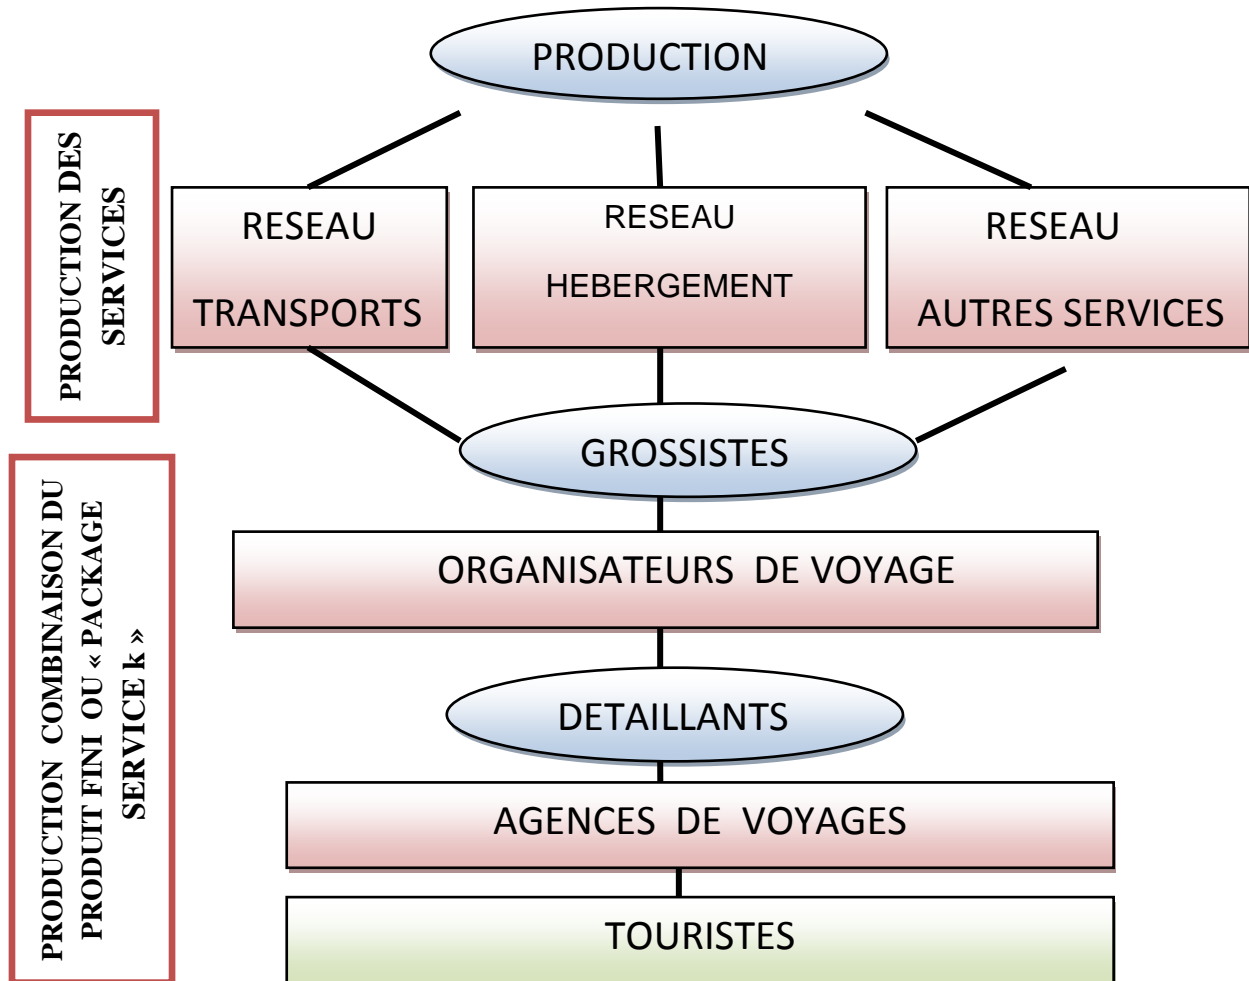 PRODUCTION
PRODUCTION DES
SERVICES
RESEAU
TRANSPORTS
RESEAU
HEBERGEMENT
RESEAU
AUTRES SERVICES
GROSSISTES
PRODUCTION COMBINAISON DU
PRODUIT FINI OU « PACKAGE
SERVICE k »
ORGANISATEURS DE VOYAGE
DETAILLANTS
AGENCES DE VOYAGES
TOURISTES